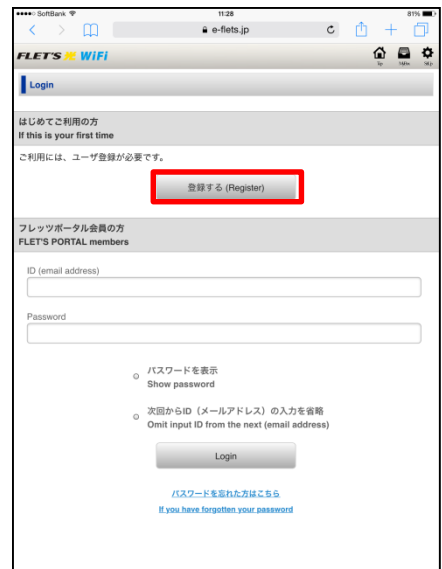 SoftBank 11:28 81%
e-flets.jp
FLET'S 光 WiFi
Login
はじめてご利用の方
If this is your first time
ご利用には、ユーザ登録が必要です。
登録する (Register)
フレッツポータル会員の方
FLET'S PORTAL members
ID (email address)
Password
パスワードを表示
Show password
次回からID（メールアドレス）の入力を省略
Omit input ID from the next (email address)
Login
パスワードを忘れた方はこちら
If you have forgotten your password